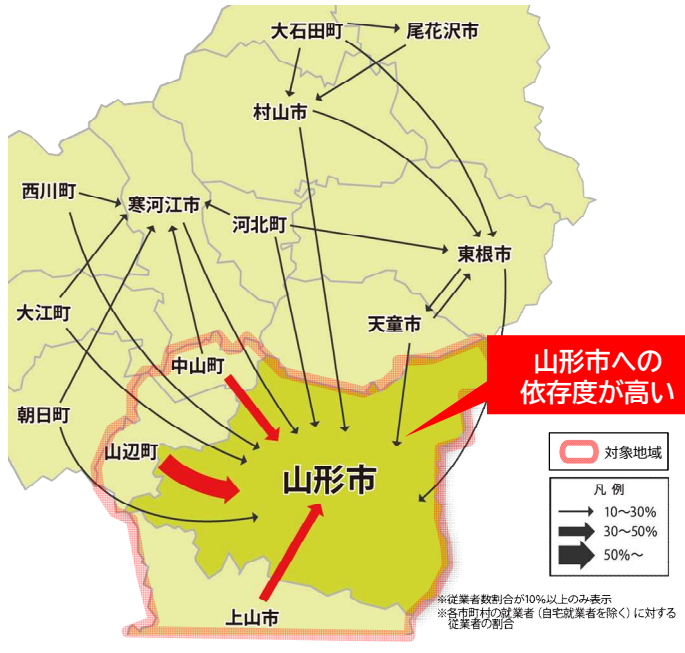 大石田町
尾花沢市
村山市
西川町
寒河江市
河北町
東根市
大江町
天童市
中山町
山形市への
依存度が高い
朝日町
山辺町
対象地域
山形市
凡 例
10～30%
30～50%
50%～
上山市
※従業者数割合が10%以上のみ表示
※各市町村の就業者（自宅就業者を除く）に対する
従業者の割合